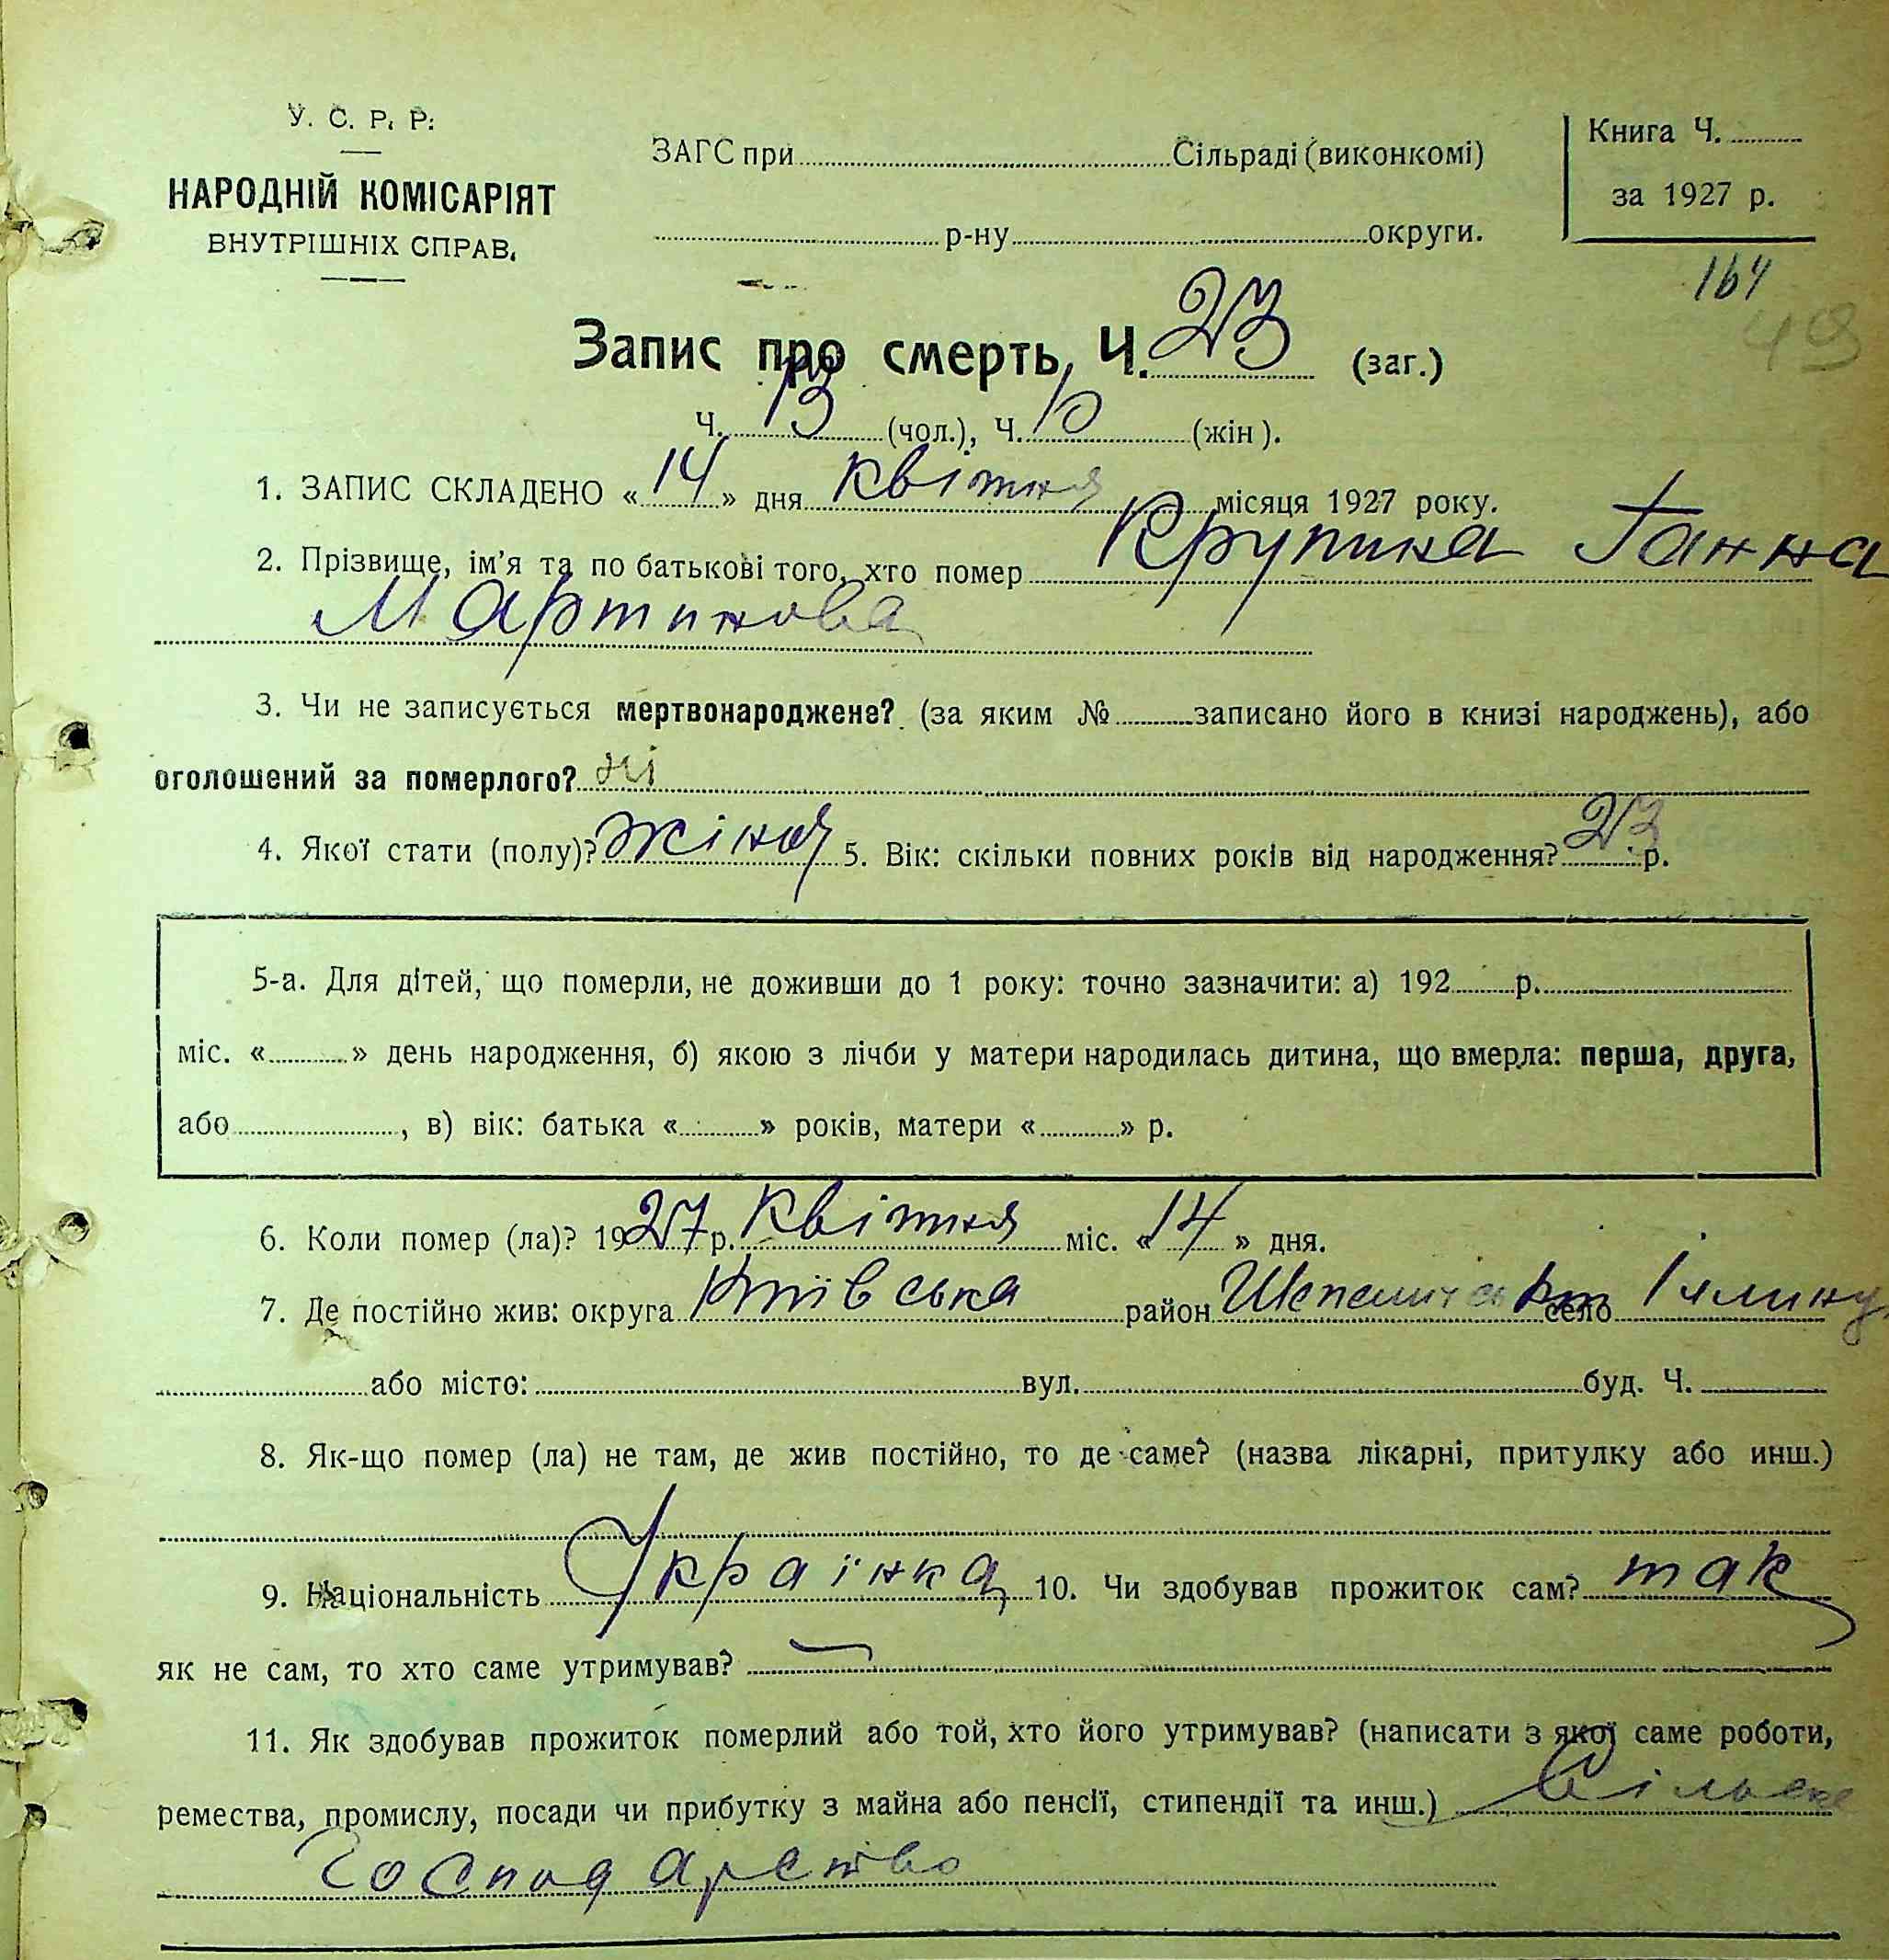 У. С. Р. Р.
НАРОДНІЙ КОМІСАРІЯТ
ВНУТРІШНІХ СПРАВ.
ЗАГС при Сільраді (виконкомі)
р-ну округи.
Книга Ч.
за 1927 р.
164
49
Запис про смерть, Ч. 23 (заг.)
Ч. 13 (чол.), Ч. 10 (жін).
1. ЗАПИС СКЛАДЕНО «14» дня квітня місяця 1927 року.
2. Прізвище, ім'я та по батькові того, хто помер Крупика Ганна
Мартинова
3. Чи не записується мертвонароджене? (за яким № записано його в книзі народжень), або
оголошений за померлого? ні
4. Якої стати (полу)? жіноч 5. Вік: скільки повних років від народження? 23 р.
5-а. Для дітей, що померли, не доживши до 1 року: точно зазначити: а) 192 р.
міс. « » день народження, б) якою з лічби у матери народилась дитина, що вмерла: перша, друга,
або , в) вік: батька « » років, матери « » р.
6. Коли помер (ла)? 1927 р. квітня міс. «14» дня.
7. Де постійно жив: округа Київська район село
або місто: вул. буд. Ч.
8. Як-що помер (ла) не там, де жив постійно, то де саме? (назва лікарні, притулку або инш.)
9. Національність Українка 10. Чи здобував прожиток сам? так
як не сам, то хто саме утримував? —
11. Як здобував прожиток померлий або той, хто його утримував? (написати з якої саме роботи,
ремества, промислу, посади чи прибутку з майна або пенсії, стипендії та инш.) Сільське
господарство